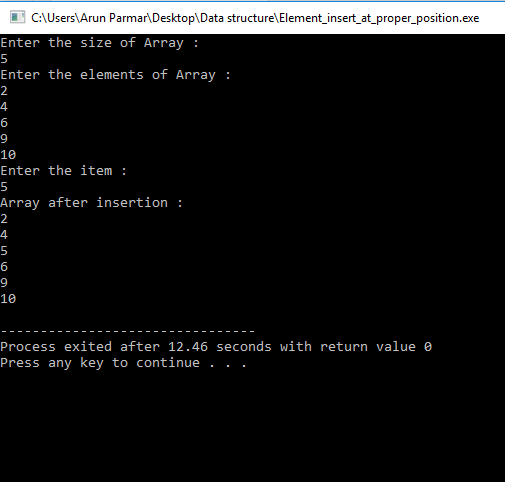 C:\Users\Arun Parmar\Desktop\Data structure\Element_insert_at_proper_position.exe
Enter the size of Array :
5
Enter the elements of Array :
2
4
6
9
10
Enter the item :
5
Array after insertion :
2
4
5
6
9
10
--------------------------------
Process exited after 12.46 seconds with return value 0
Press any key to continue . . .